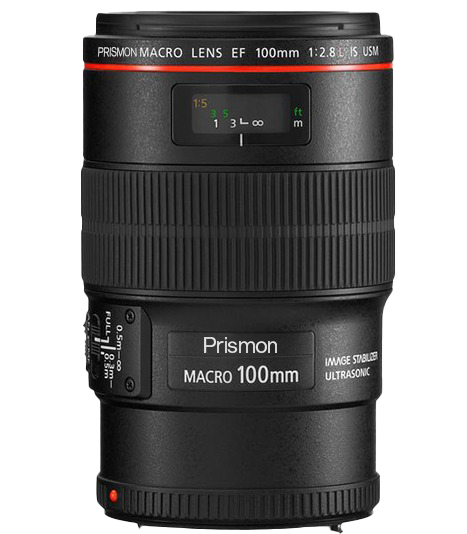 PRISMON MACRO LENS EF 100mm 1:2.8 L IS USM
1:5
3 5 ft
1 3 ∞ m
0.5m–∞
FULL
0.3m–0.5m
Prismon
MACRO 100mm
IMAGE STABILIZER
ULTRASONIC